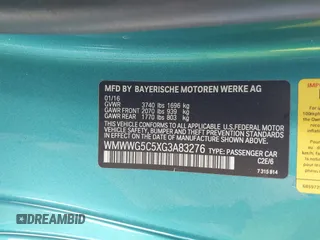 MFD BY BAYERISCHE MOTOREN WERKE AG
01/16
GVWR 3740 lbs 1696 kg
GAWR FRONT 2070 lbs 939 kg
GAWR REAR 1770 lbs 803 kg
THIS VEHICLE CONFORMS TO ALL APPLICABLE
FEDERAL MOTOR VEHICLE SAFETY, BUMPER, AND
THEFT PREVENTION STANDARDS IN EFFECT ON
THE DATE OF MANUFACTURE SHOWN ABOVE.
WMWWG5C5XG3A83276 TYPE: PASSENGER CAR
C2E/6
7 315 814
DREAMBID